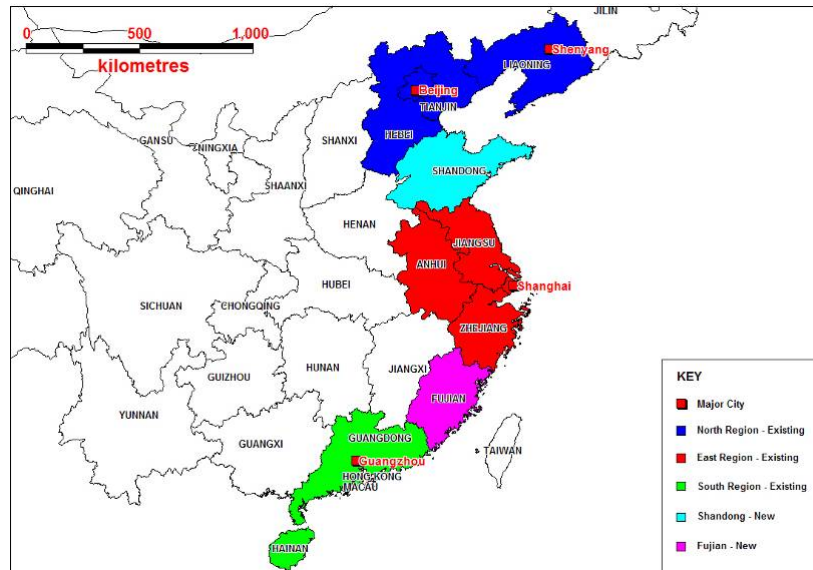 0 500 1,000
kilometres
JILIN
Shenyang
LIAONING
Beijing
TIANJIN
HEBEI
SHANXI
GANSU
NINGXIA
SHAANXI
QINGHAI
SHANDONG
HENAN
JIANGSU
ANHUI
HUBEI
Shanghai
SICHUAN
CHONGQING
ZHEJIANG
HUNAN
JIANGXI
GUIZHOU
FUJIAN
YUNNAN
GUANGXI
GUANGDONG
TAIWAN
Guangzhou
HONG KONG
MACAU
HAINAN
KEY
Major City
North Region - Existing
East Region - Existing
South Region - Existing
Shandong - New
Fujian - New